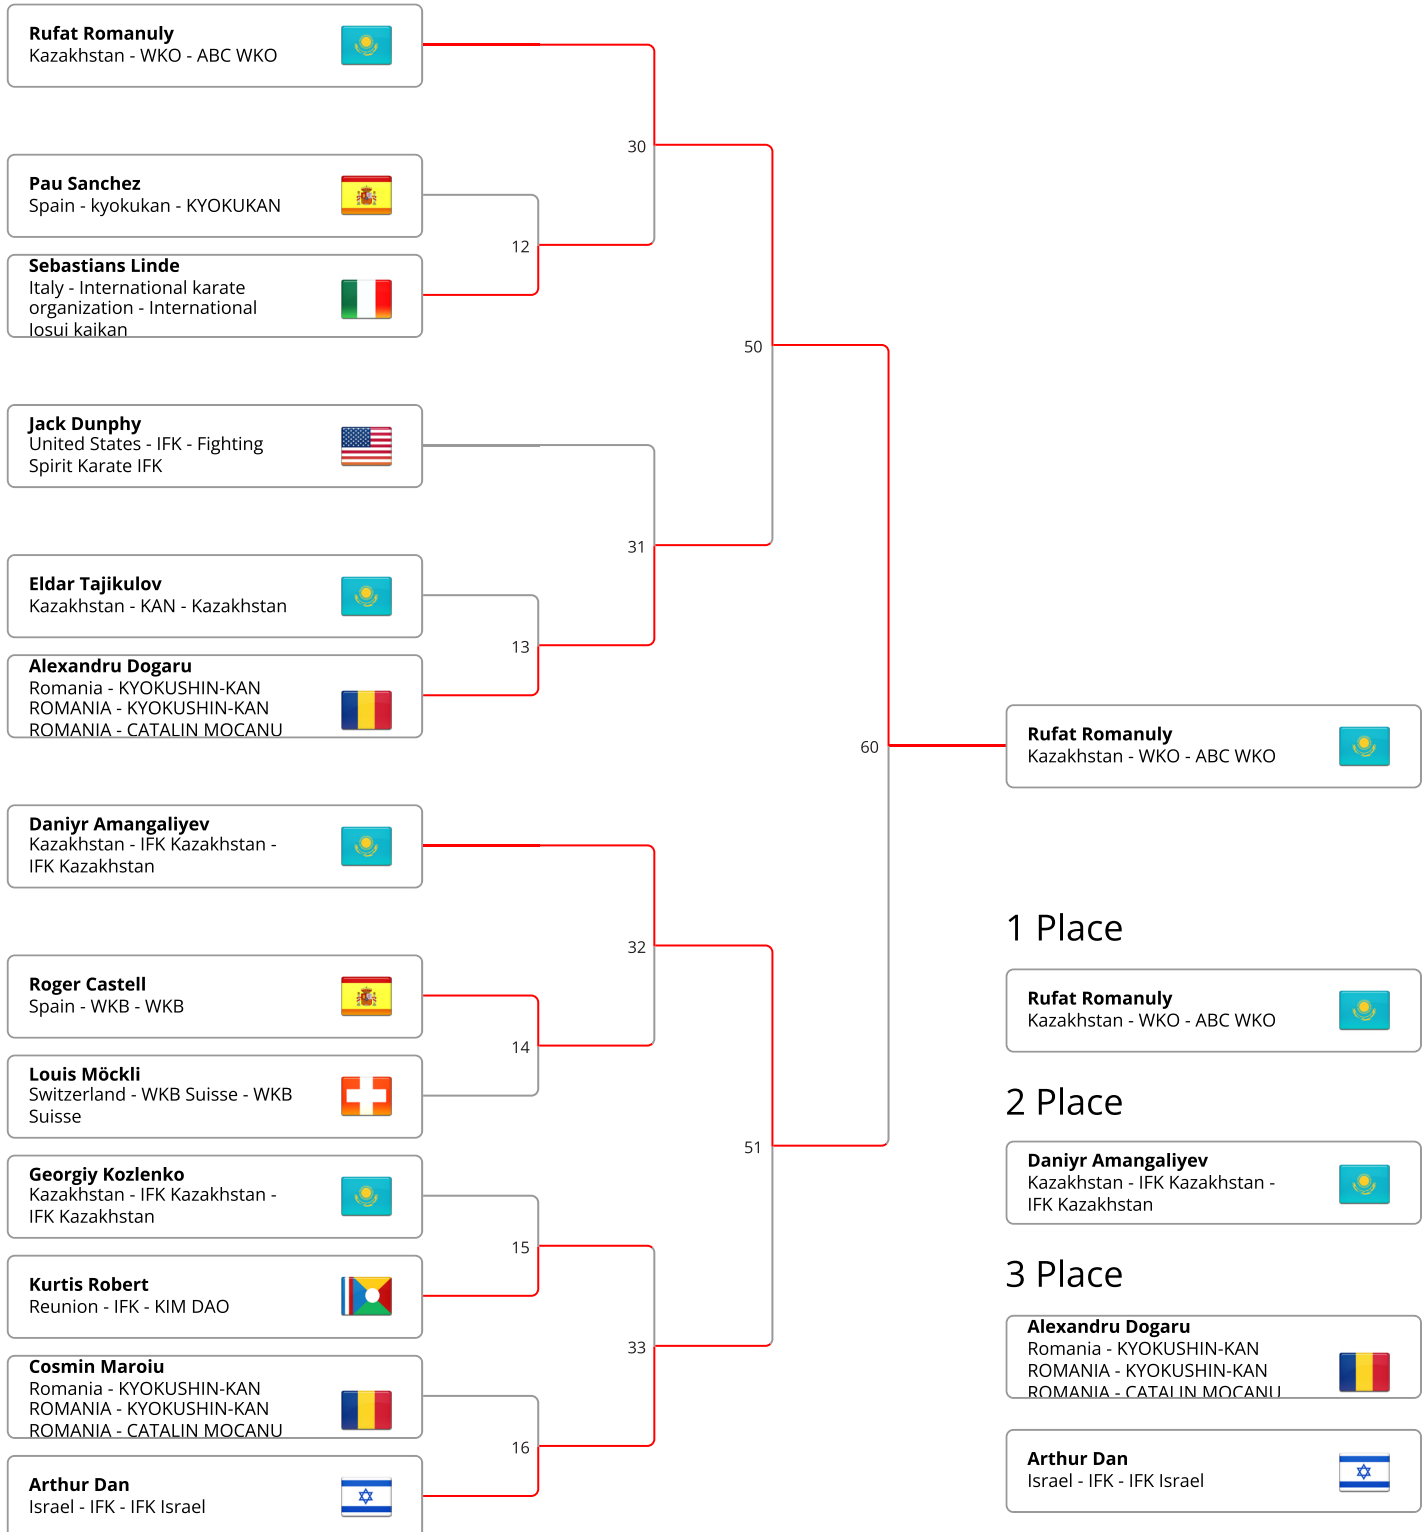 Rufat Romanuly
Kazakhstan - WKO - ABC WKO
30
Pau Sanchez
Spain - kyokukan - KYOKUKAN
12
Sebastians Linde
Italy - International karate
organization - International
Iosui kaikan
50
Jack Dunphy
United States - IFK - Fighting
Spirit Karate IFK
31
Eldar Tajikulov
Kazakhstan - KAN - Kazakhstan
13
Alexandru Dogaru
Romania - KYOKUSHIN-KAN
ROMANIA - KYOKUSHIN-KAN
ROMANIA - CATALIN MOCANU
60
Rufat Romanuly
Kazakhstan - WKO - ABC WKO
Daniyr Amangaliyev
Kazakhstan - IFK Kazakhstan -
IFK Kazakhstan
32
Roger Castell
Spain - WKB - WKB
14
Louis Möckli
Switzerland - WKB Suisse - WKB
Suisse
51
Georgiy Kozlenko
Kazakhstan - IFK Kazakhstan -
IFK Kazakhstan
15
Kurtis Robert
Reunion - IFK - KIM DAO
33
Cosmin Maroiu
Romania - KYOKUSHIN-KAN
ROMANIA - KYOKUSHIN-KAN
ROMANIA - CATALIN MOCANU
16
Arthur Dan
Israel - IFK - IFK Israel
1 Place
Rufat Romanuly
Kazakhstan - WKO - ABC WKO
2 Place
Daniyr Amangaliyev
Kazakhstan - IFK Kazakhstan -
IFK Kazakhstan
3 Place
Alexandru Dogaru
Romania - KYOKUSHIN-KAN
ROMANIA - KYOKUSHIN-KAN
ROMANIA - CATALIN MOCANU
Arthur Dan
Israel - IFK - IFK Israel